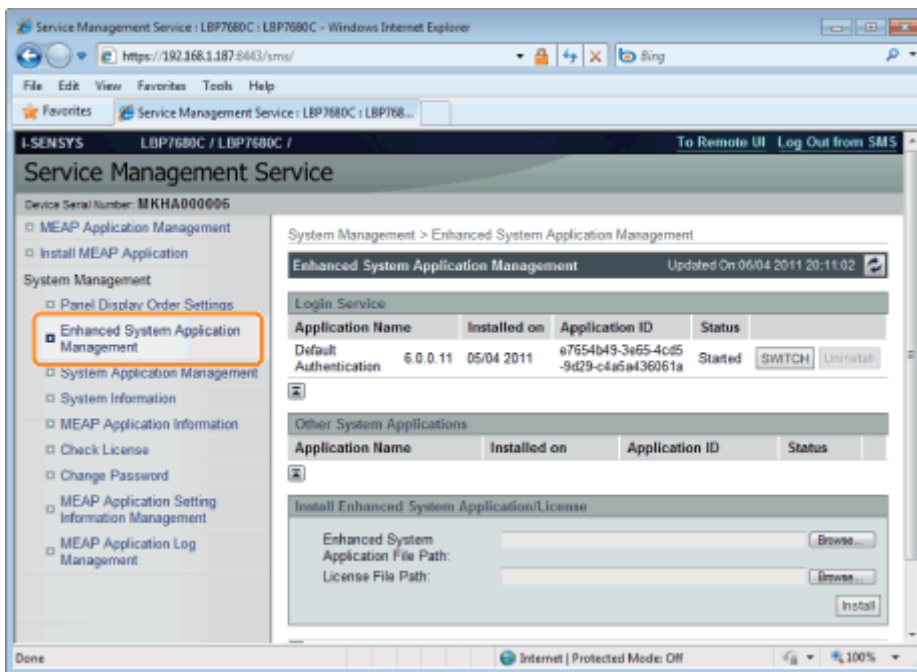 Service Management Service : LBP7680C : LBP7680C - Windows Internet Explorer
https://192.168.1.187:8443/sms/
Bing
File Edit View Favorites Tools Help
Favorites
Service Management Service : LBP7680C : LBP768...
i-SENSYS LBP7680C / LBP7680C /
To Remote UI Log Out from SMS
Service Management Service
Device Serial Number: MKHA000006
MEAP Application Management
Install MEAP Application
System Management
Panel Display Order Settings
Enhanced System Application
Management
System Application Management
System Information
MEAP Application Information
Check License
Change Password
MEAP Application Setting
Information Management
MEAP Application Log
Management
System Management > Enhanced System Application Management
Enhanced System Application Management
Updated On:06/04 2011 20:11:02
Login Service
Application Name Installed on Application ID Status
Default
Authentication 6.0.0.11 05/04 2011 e7654b49-3e65-4cd5
-9d29-c4a5a436061a Started SWITCH Uninstall
Other System Applications
Application Name Installed on Application ID Status
Install Enhanced System Application/License
Enhanced System
Application File Path: Browse...
License File Path: Browse...
Install
Done
Internet | Protected Mode: Off
100%